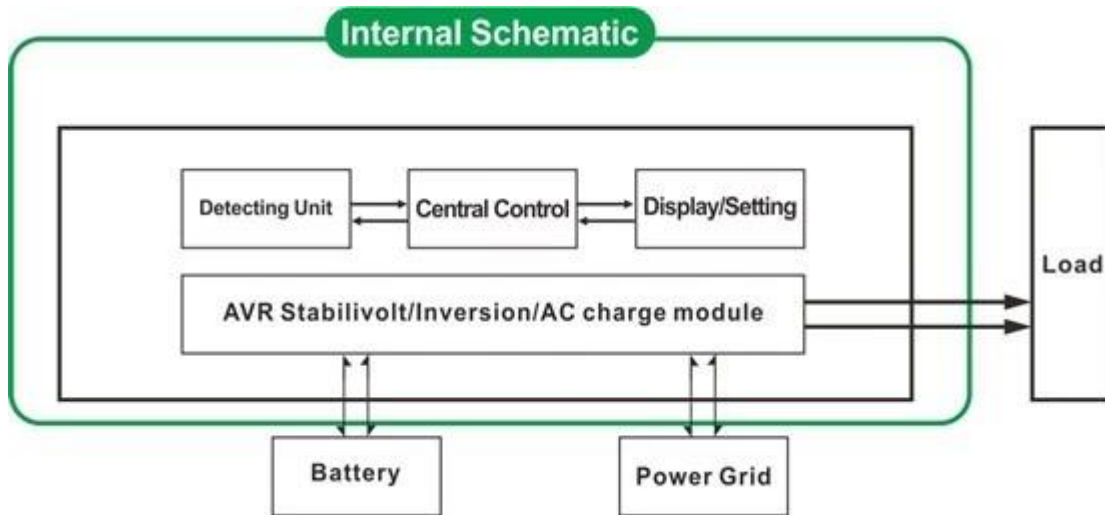 Internal Schematic
Detecting Unit
Central Control
Display/Setting
Load
AVR Stabilivolt/Inversion/AC charge module
Battery
Power Grid